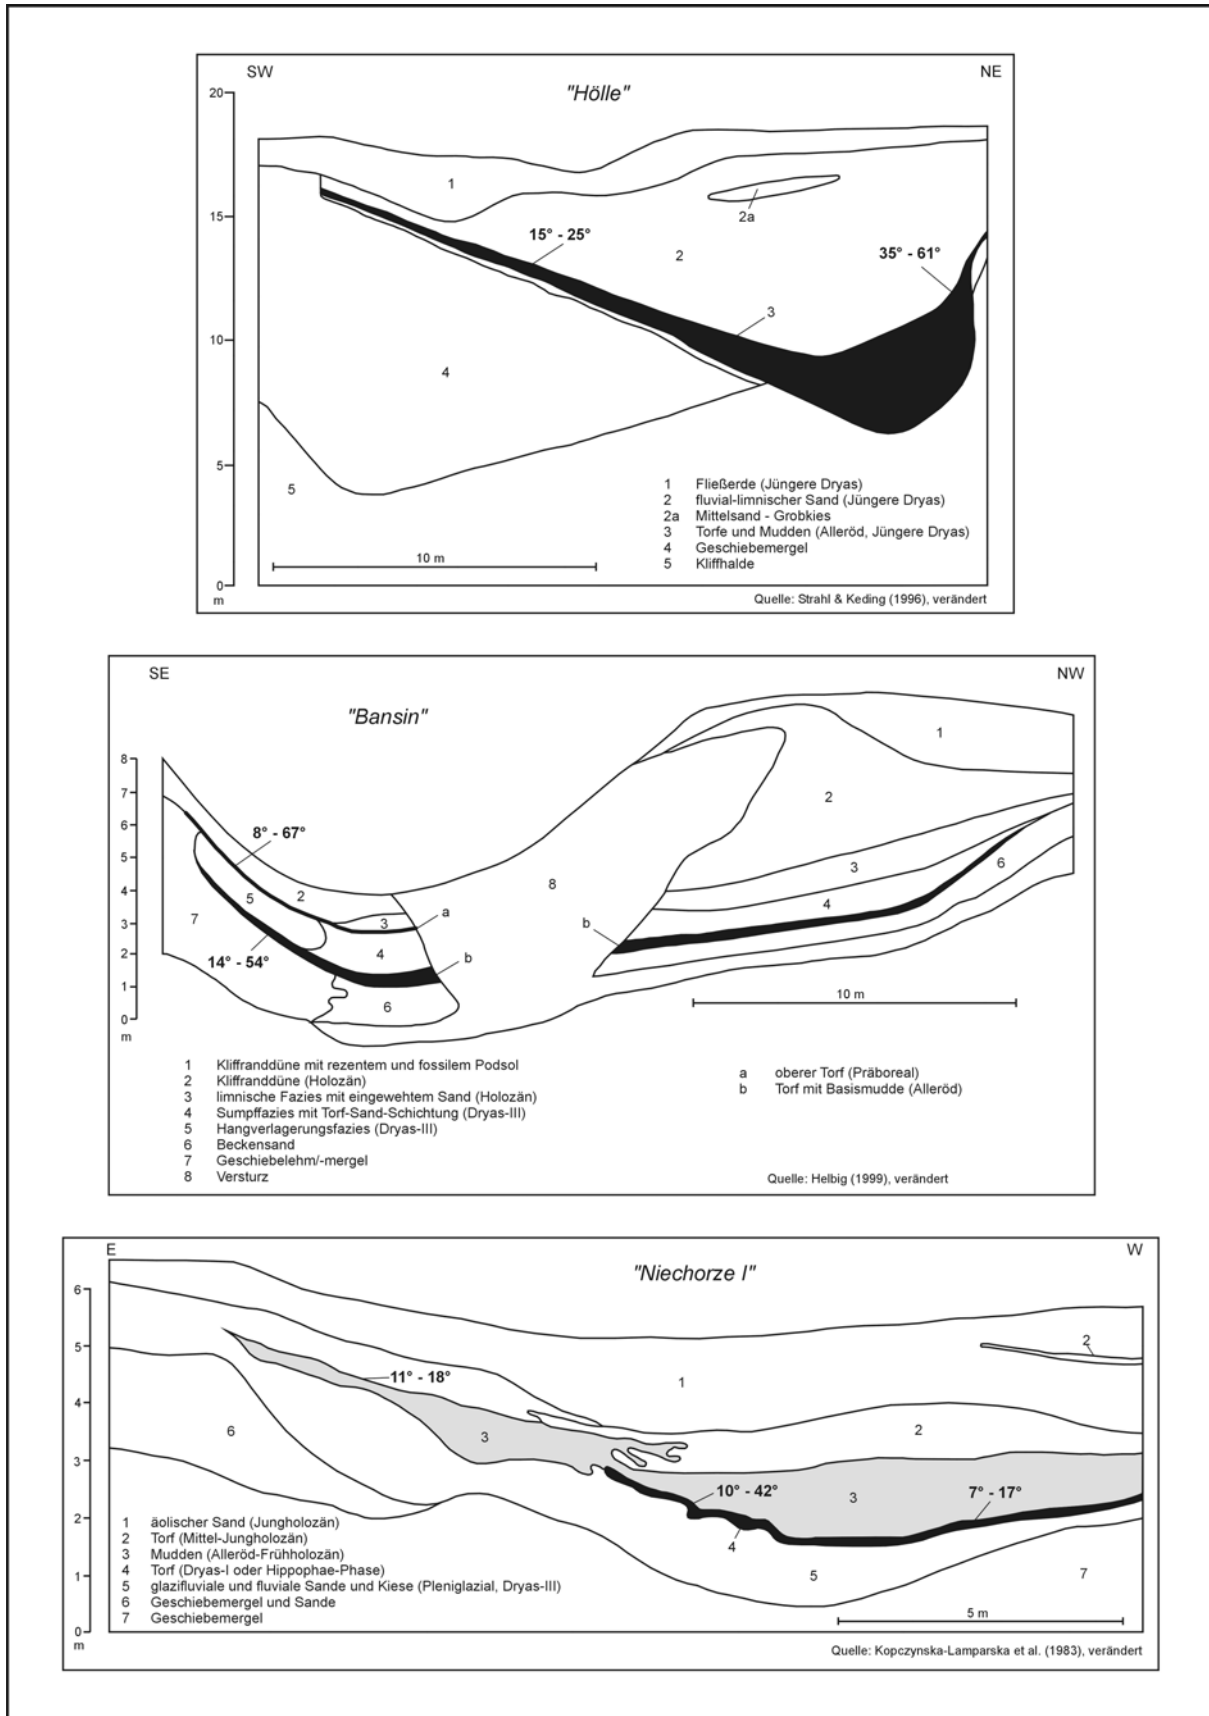 SW
NE
"Hölle"
20
15
10
5
0
m
1
2a
15° - 25°
2
35° - 61°
3
4
5
10 m
1 Fließerde (Jüngere Dryas)
2 fluvial-limnischer Sand (Jüngere Dryas)
2a Mittelsand - Grobkies
3 Torfe und Mudden (Alleröd, Jüngere Dryas)
4 Geschiebemergel
5 Kliffhalde
Quelle: Strahl & Keding (1996), verändert
SE
NW
"Bansin"
8
7
6
5
4
3
2
1
0
m
1
2
8° - 67°
3
6
8
5
2
4
7
3
a
b
4
b
14° - 54°
6
10 m
1 Kliffranddüne mit rezentem und fossilem Podsol
2 Kliffranddüne (Holozän)
3 limnische Fazies mit eingewehtem Sand (Holozän)
4 Sumpffazies mit Torf-Sand-Schichtung (Dryas-III)
5 Hangverlagerungsfazies (Dryas-III)
6 Beckensand
7 Geschiebelehm/-mergel
8 Versturz
a oberer Torf (Präboreal)
b Torf mit Basismudde (Alleröd)
Quelle: Helbig (1999), verändert
E
W
"Niechorze I"
6
5
4
3
2
1
0
m
2
11° - 18°
1
6
3
2
10° - 42°
3
7° - 17°
4
5
7
5 m
1 äolischer Sand (Jungholozän)
2 Torf (Mittel-Jungholozän)
3 Mudden (Alleröd-Frühholozän)
4 Torf (Dryas-I oder Hippophae-Phase)
5 glazifluviale und fluviale Sande und Kiese (Pleniglazial, Dryas-III)
6 Geschiebemergel und Sande
7 Geschiebemergel
Quelle: Kopczynska-Lamparska et al. (1983), verändert